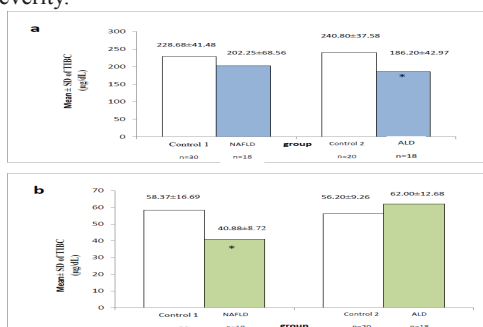 everity.
a
300
250
200
150
100
50
0
Mean ± SD of TIBC
(µg/dL)
228.68±41.48
202.25±68.56
240.80±37.58
186.20±42.97
*
Control 1 NAFLD group Control 2 ALD
n=30 n=18 n=20 n=18
b
70
60
50
40
30
20
10
0
Mean ± SD of TIBC
(µg/dL)
58.37±16.69
40.88±8.72
56.20±9.26
62.00±12.68
*
Control 1 NAFLD Control 2 ALD
group n=20 n=18